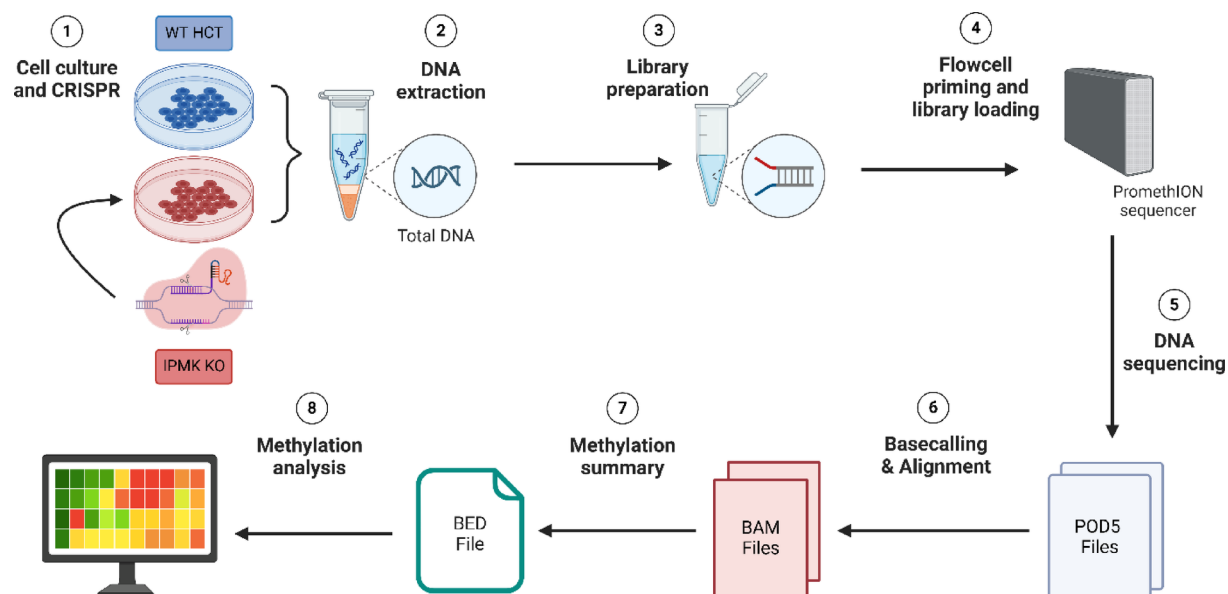 1
Cell culture
and CRISPR
WT HCT
IPMK KO
2
DNA
extraction
Total DNA
3
Library
preparation
4
Flowcell
priming and
library loading
PromethION
sequencer
5
DNA
sequencing
POD5
Files
6
Basecalling
& Alignment
BAM
Files
7
Methylation
summary
BED
File
8
Methylation
analysis